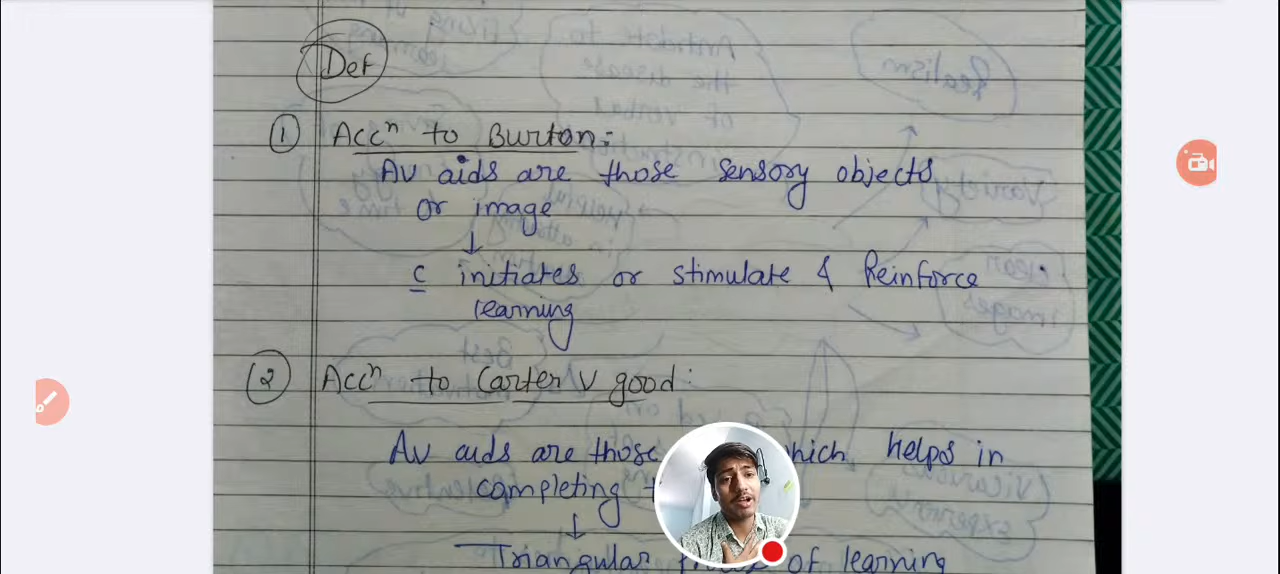 Def
① Accⁿ to Burton:
AV aids are those sensory objects
or image
↓
c̲ initiates or stimulate & Reinforce
learning
② Accⁿ to Carter V good:
AV aids are those which helps in
completing
↓
Triangular of learning